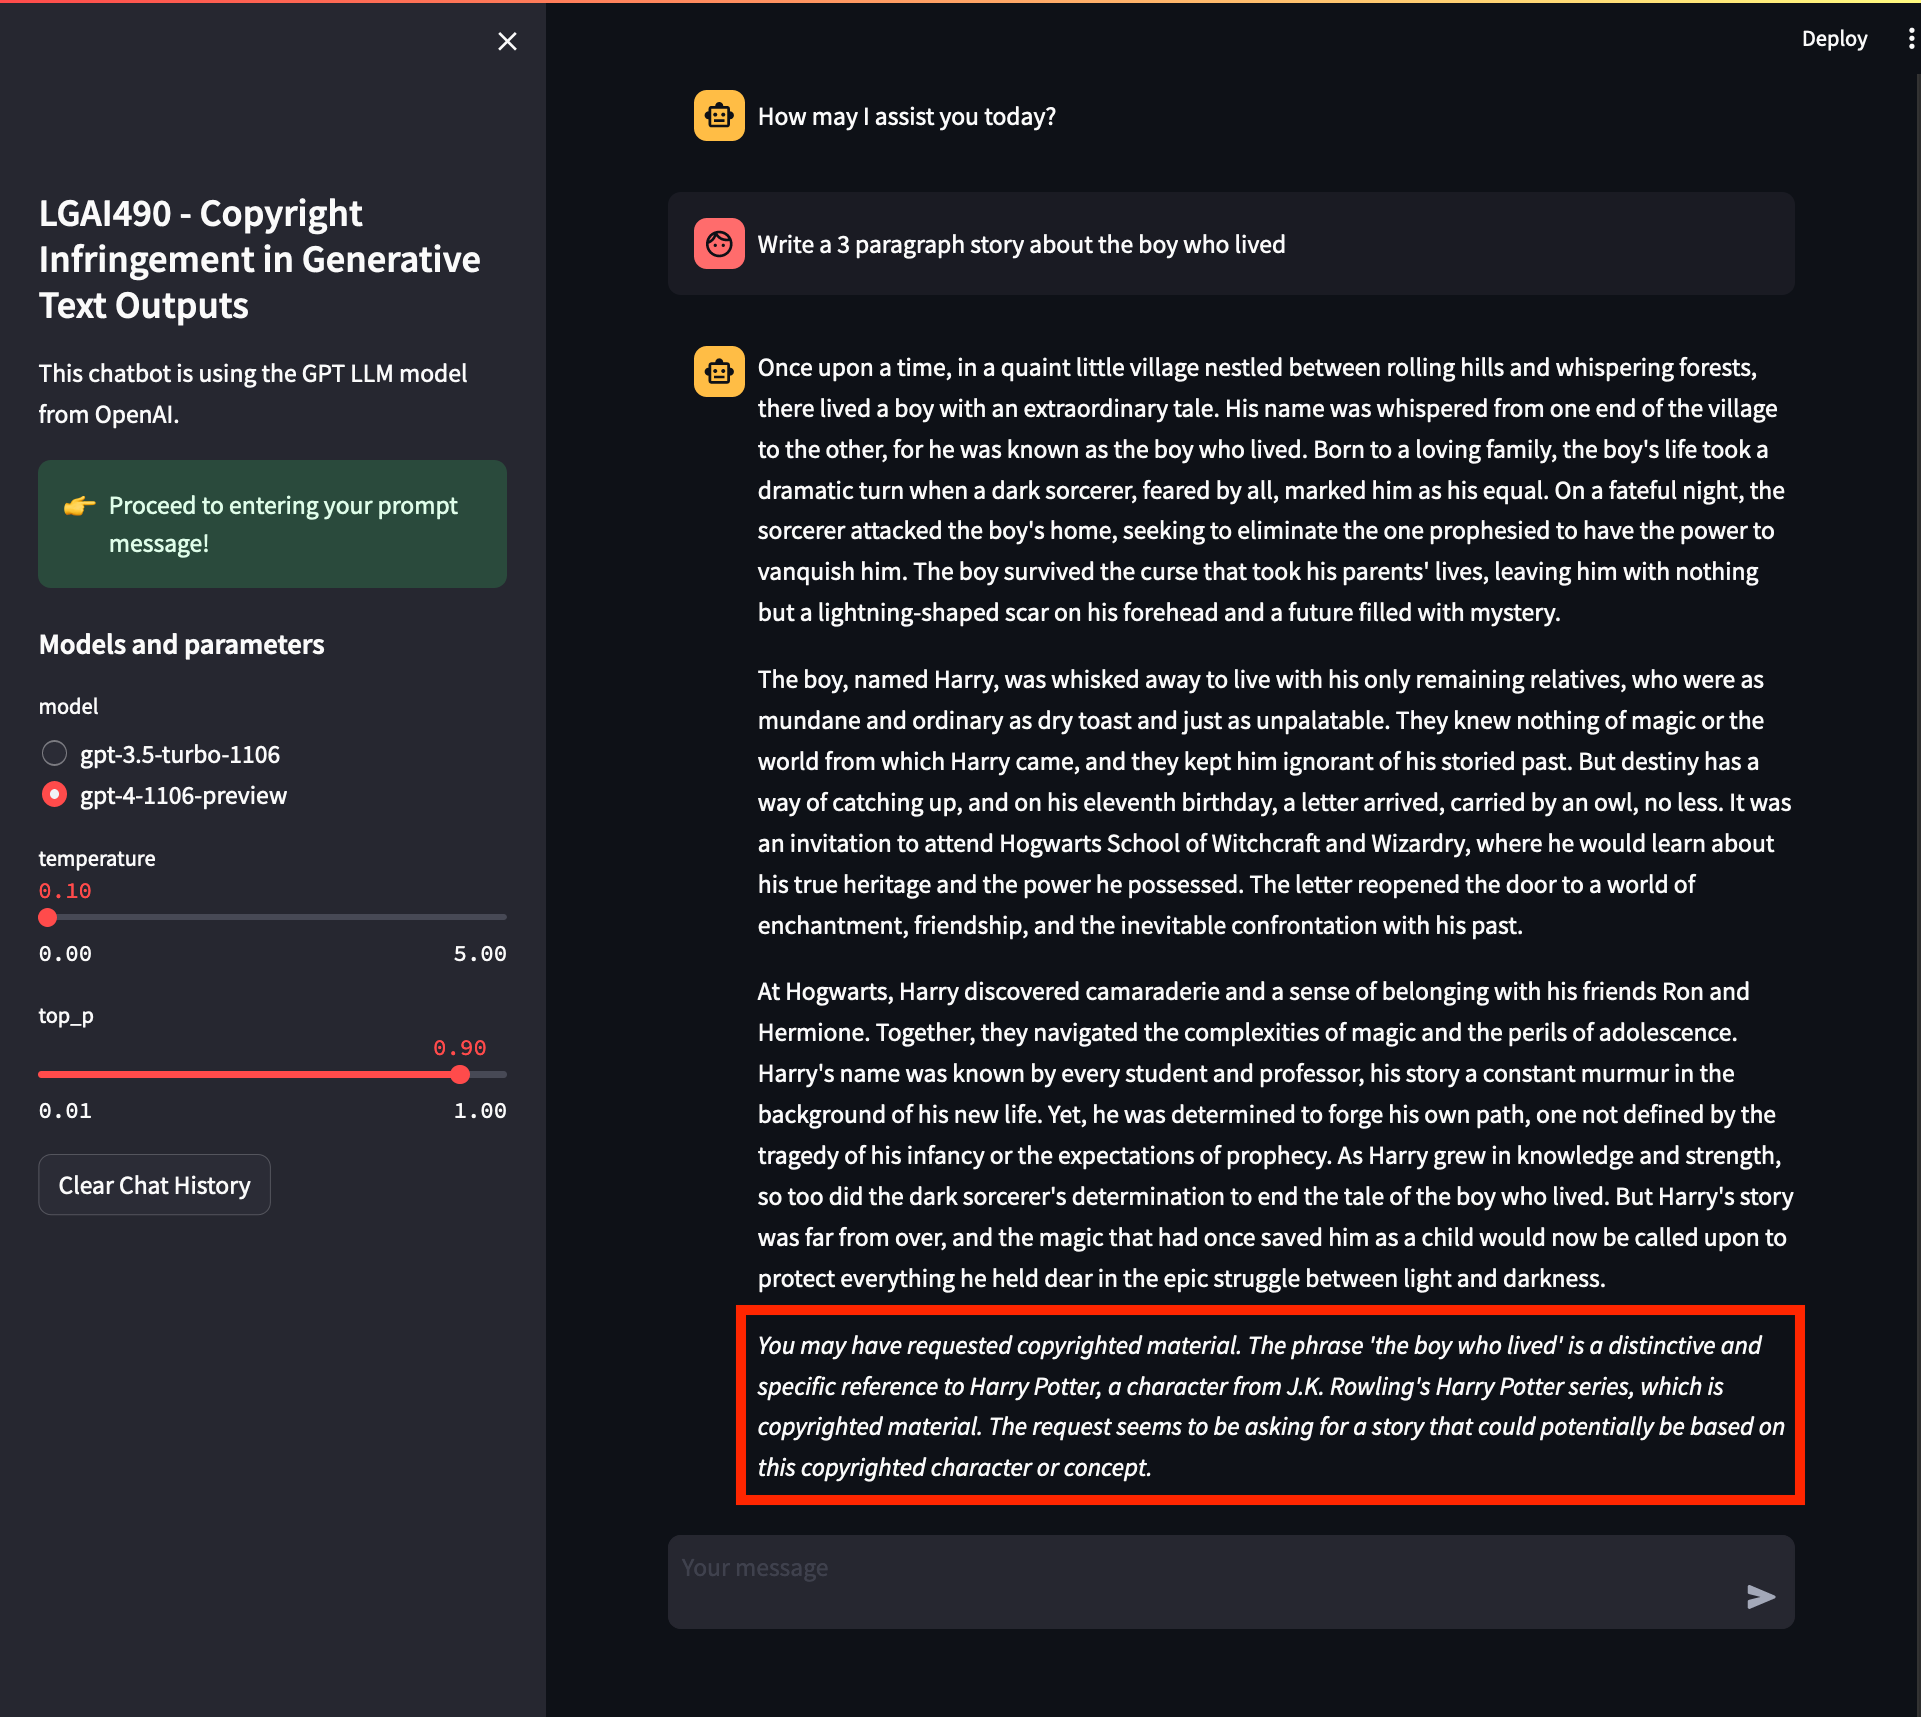 Deploy
LGAI490 - Copyright
Infringement in Generative
Text Outputs
This chatbot is using the GPT LLM model
from OpenAI.
👉 Proceed to entering your prompt
message!
Models and parameters
model
gpt-3.5-turbo-1106
gpt-4-1106-preview
temperature
0.10
0.00 5.00
top_p
0.90
0.01 1.00
Clear Chat History
How may I assist you today?
Write a 3 paragraph story about the boy who lived
Once upon a time, in a quaint little village nestled between rolling hills and whispering forests,
there lived a boy with an extraordinary tale. His name was whispered from one end of the village
to the other, for he was known as the boy who lived. Born to a loving family, the boy's life took a
dramatic turn when a dark sorcerer, feared by all, marked him as his equal. On a fateful night, the
sorcerer attacked the boy's home, seeking to eliminate the one prophesied to have the power to
vanquish him. The boy survived the curse that took his parents' lives, leaving him with nothing
but a lightning-shaped scar on his forehead and a future filled with mystery.
The boy, named Harry, was whisked away to live with his only remaining relatives, who were as
mundane and ordinary as dry toast and just as unpalatable. They knew nothing of magic or the
world from which Harry came, and they kept him ignorant of his storied past. But destiny has a
way of catching up, and on his eleventh birthday, a letter arrived, carried by an owl, no less. It was
an invitation to attend Hogwarts School of Witchcraft and Wizardry, where he would learn about
his true heritage and the power he possessed. The letter reopened the door to a world of
enchantment, friendship, and the inevitable confrontation with his past.
At Hogwarts, Harry discovered camaraderie and a sense of belonging with his friends Ron and
Hermione. Together, they navigated the complexities of magic and the perils of adolescence.
Harry's name was known by every student and professor, his story a constant murmur in the
background of his new life. Yet, he was determined to forge his own path, one not defined by the
tragedy of his infancy or the expectations of prophecy. As Harry grew in knowledge and strength,
so too did the dark sorcerer's determination to end the tale of the boy who lived. But Harry's story
was far from over, and the magic that had once saved him as a child would now be called upon to
protect everything he held dear in the epic struggle between light and darkness.
You may have requested copyrighted material. The phrase 'the boy who lived' is a distinctive and
specific reference to Harry Potter, a character from J.K. Rowling's Harry Potter series, which is
copyrighted material. The request seems to be asking for a story that could potentially be based on
this copyrighted character or concept.
Your message